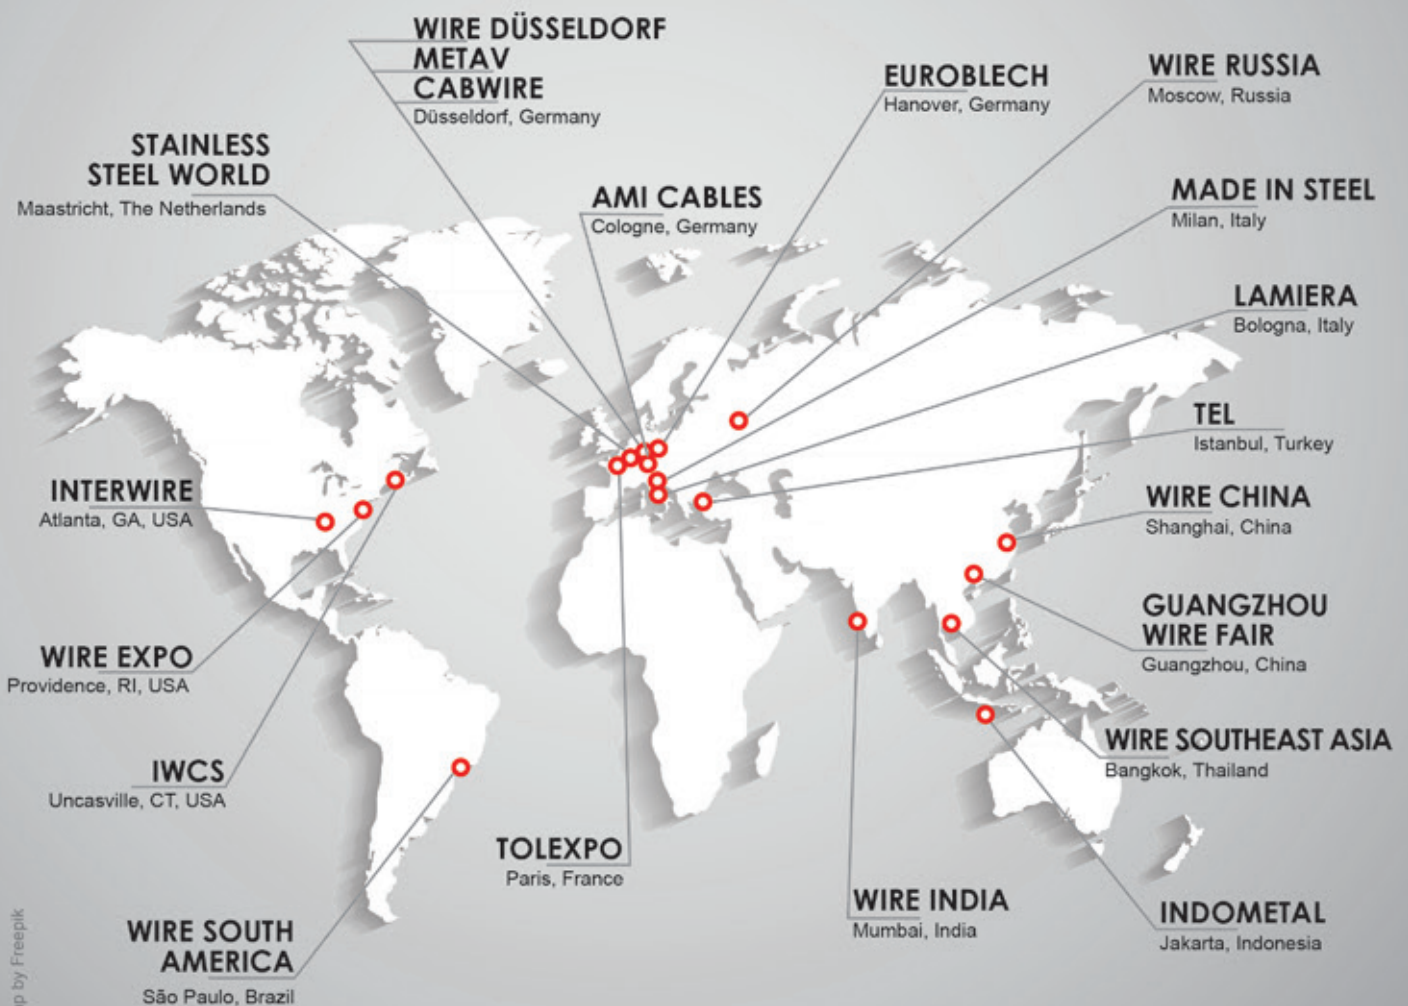 WIRE DÜSSELDORF
METAV
CABWIRE
Düsseldorf, Germany
EUROBLECH
Hanover, Germany
WIRE RUSSIA
Moscow, Russia
STAINLESS
STEEL WORLD
Maastricht, The Netherlands
AMI CABLES
Cologne, Germany
MADE IN STEEL
Milan, Italy
LAMIERA
Bologna, Italy
TEL
Istanbul, Turkey
INTERWIRE
Atlanta, GA, USA
WIRE CHINA
Shanghai, China
GUANGZHOU
WIRE FAIR
Guangzhou, China
WIRE EXPO
Providence, RI, USA
WIRE SOUTHEAST ASIA
Bangkok, Thailand
IWCS
Uncasville, CT, USA
TOLEXPO
Paris, France
WIRE INDIA
Mumbai, India
INDOMETAL
Jakarta, Indonesia
WIRE SOUTH
AMERICA
São Paulo, Brazil
by Freepik